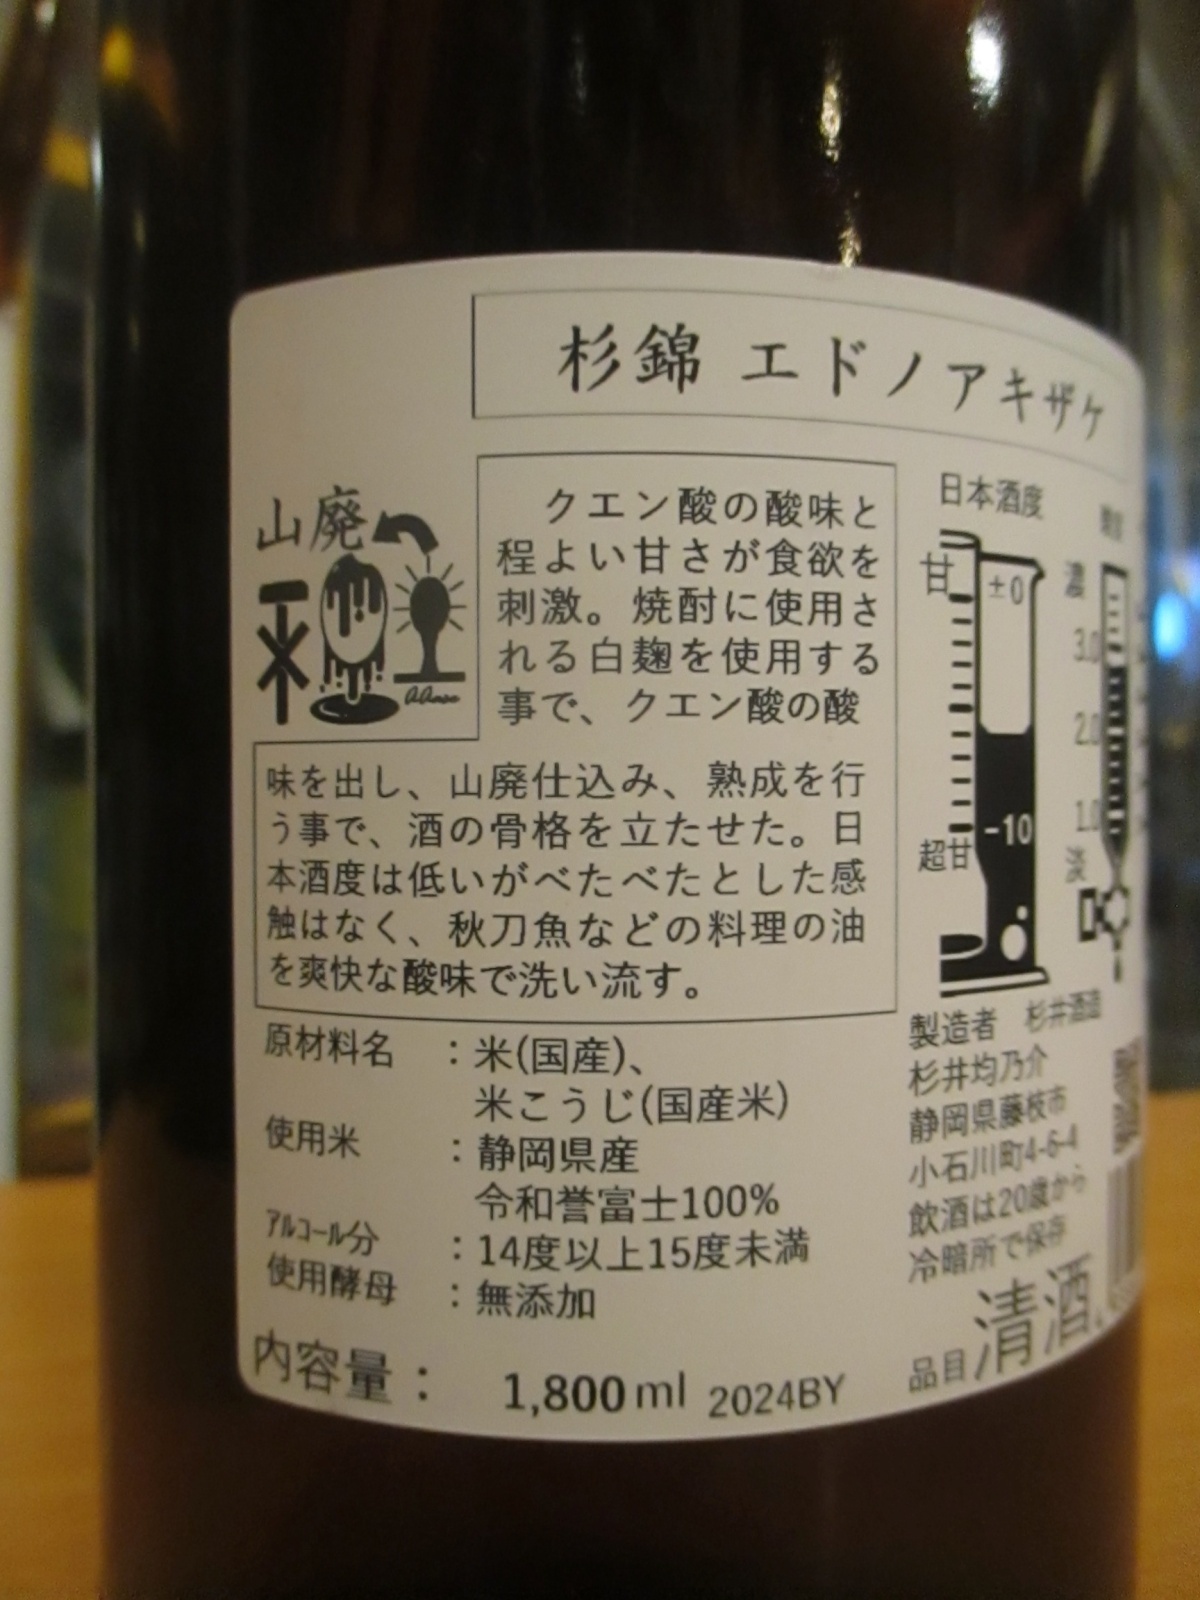 杉錦 エドノアキザケ
山廃
クエン酸の酸味と
程よい甘さが食欲を
刺激。焼酎に使用さ
れる白麹を使用する
事で、クエン酸の酸
味を出し、山廃仕込み、熟成を行
う事で、酒の骨格を立たせた。日
本酒度は低いがべたべたとした感
触はなく、秋刀魚などの料理の油
を爽快な酸味で洗い流す。
日本酒度
甘
±0
-10
超甘
濃
3.0
2.0
1.0
淡
原材料名 : 米(国産)、
米こうじ(国産米)
使用米 : 静岡県産
令和誉富士100%
アルコール分 : 14度以上15度未満
使用酵母 : 無添加
内容量 : 1,800ml 2024BY
製造者 杉井酒造
杉井均乃介
静岡県藤枝市
小石川町4-6-4
飲酒は20歳から
冷暗所で保存
品目 清酒